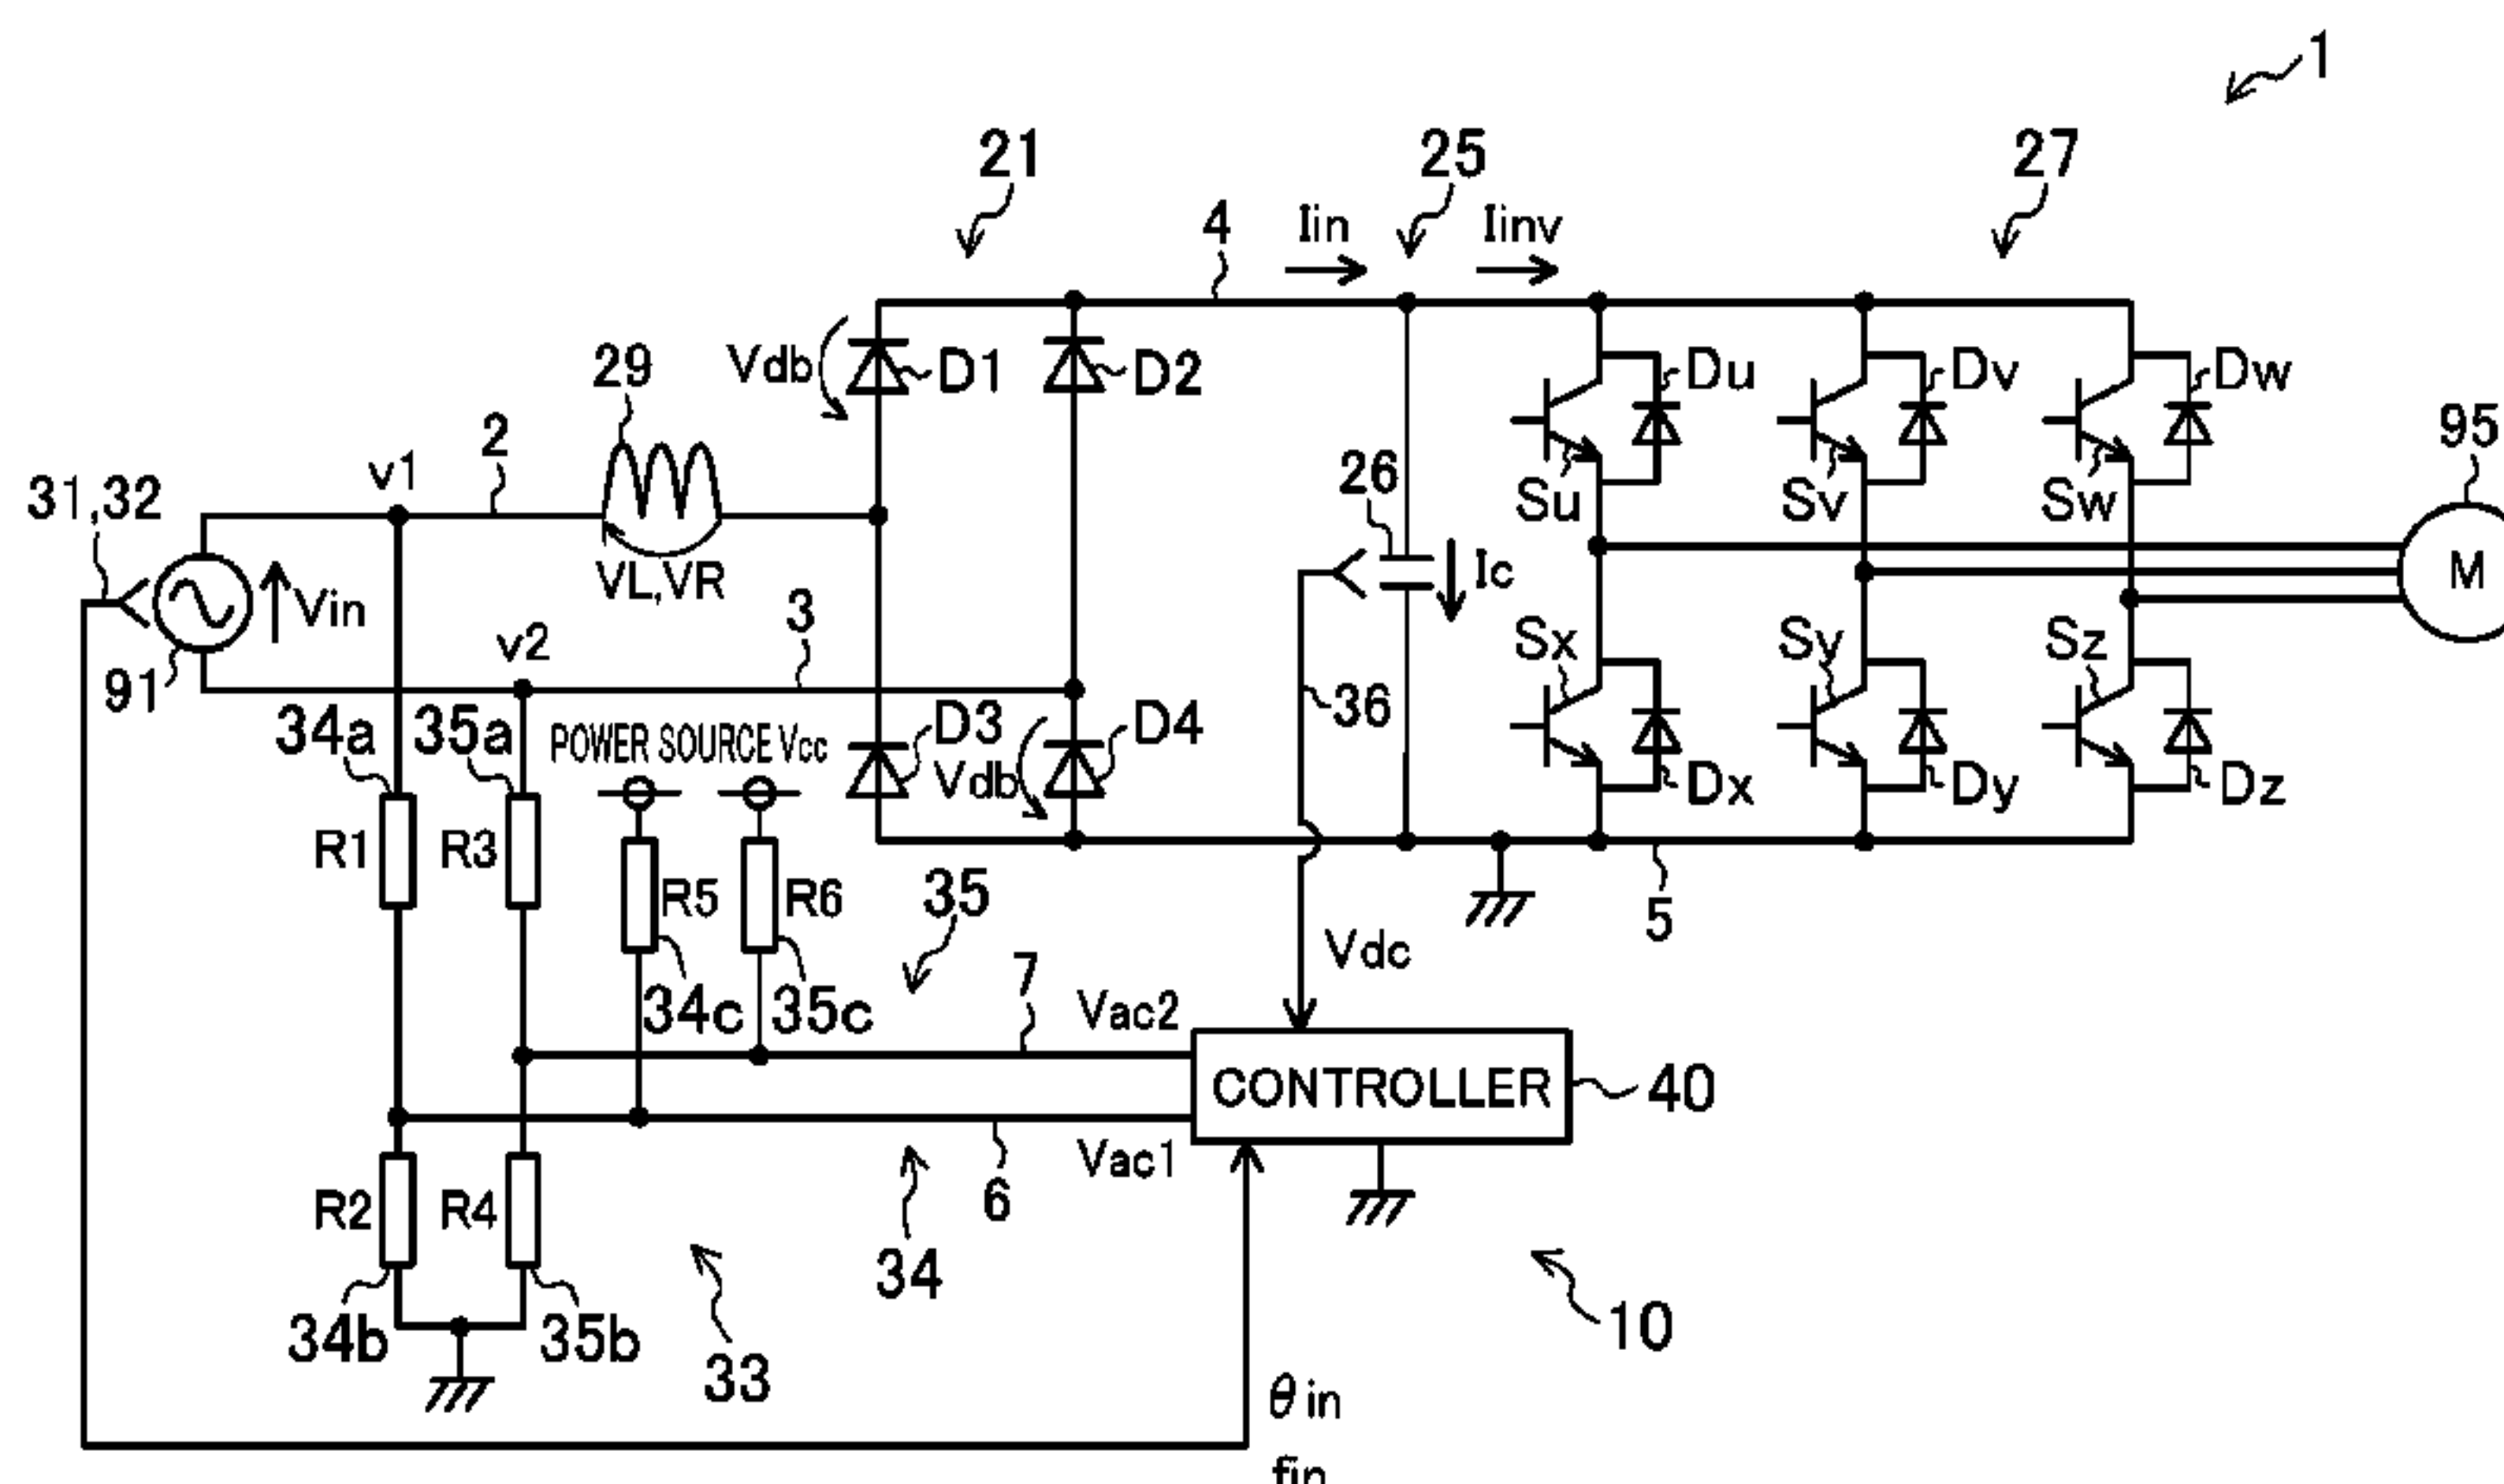 1
21
25
27
4
Iin
Iinv
Vdb
D1
D2
Du
Dv
Dw
29
2
v1
31,32
26
Su
Sv
Sw
95
Ic
M
VL,VR
Vin
3
v2
91
Sx
Sy
Sz
36
34a
35a
POWER SOURCE Vcc
D3
D4
Vdb
Dx
Dy
Dz
R1
R3
R5
R6
35
5
Vdc
34c
35c
7
Vac2
CONTROLLER
40
Vac1
6
R2
R4
34
34b
35b
33
10
θin
fin